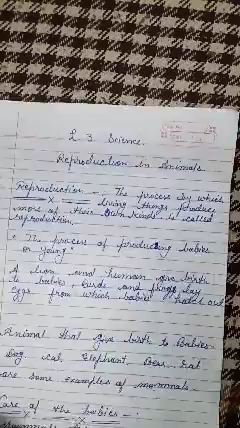 L 3 Science.
Reproduction in Animals
Reproduction - The process by which
more of their living things produce
own kinds is called
reproduction.
* "The process of producing babies
or young"
A lion and human give birth
to babies. birds and lay
eggs from which babies hatch out
Animal that give birth to Babies-
Dog, cat, Elephant, Bear, Rat
are some examples of mammals.
Care of the babies - :